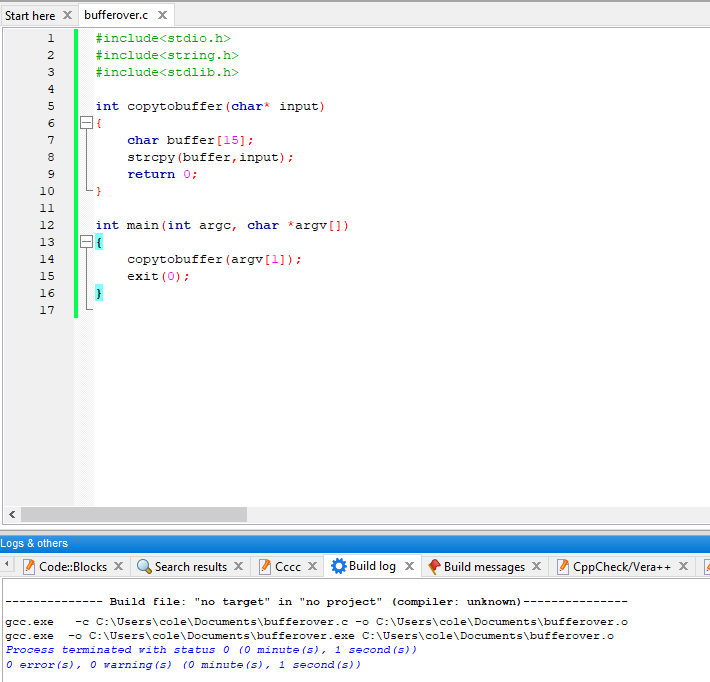 Start here X bufferover.c X
1 #include<stdio.h>
2 #include<string.h>
3 #include<stdlib.h>
4
5 int copytobuffer(char* input)
6 {
7 char buffer[15];
8 strcpy(buffer,input);
9 return 0;
10 }
11
12 int main(int argc, char *argv[])
13 {
14 copytobuffer(argv[1]);
15 exit(0);
16 }
17
Logs & others
Code::Blocks X Search results X Cccc X Build log X Build messages X CppCheck/Vera++ X
-------------- Build file: "no target" in "no project" (compiler: unknown)---------------
gcc.exe   -c C:\Users\cole\Documents\bufferover.c -o C:\Users\cole\Documents\bufferover.o
gcc.exe  -o C:\Users\cole\Documents\bufferover.exe C:\Users\cole\Documents\bufferover.o
Process terminated with status 0 (0 minute(s), 1 second(s))
0 error(s), 0 warning(s) (0 minute(s), 1 second(s))